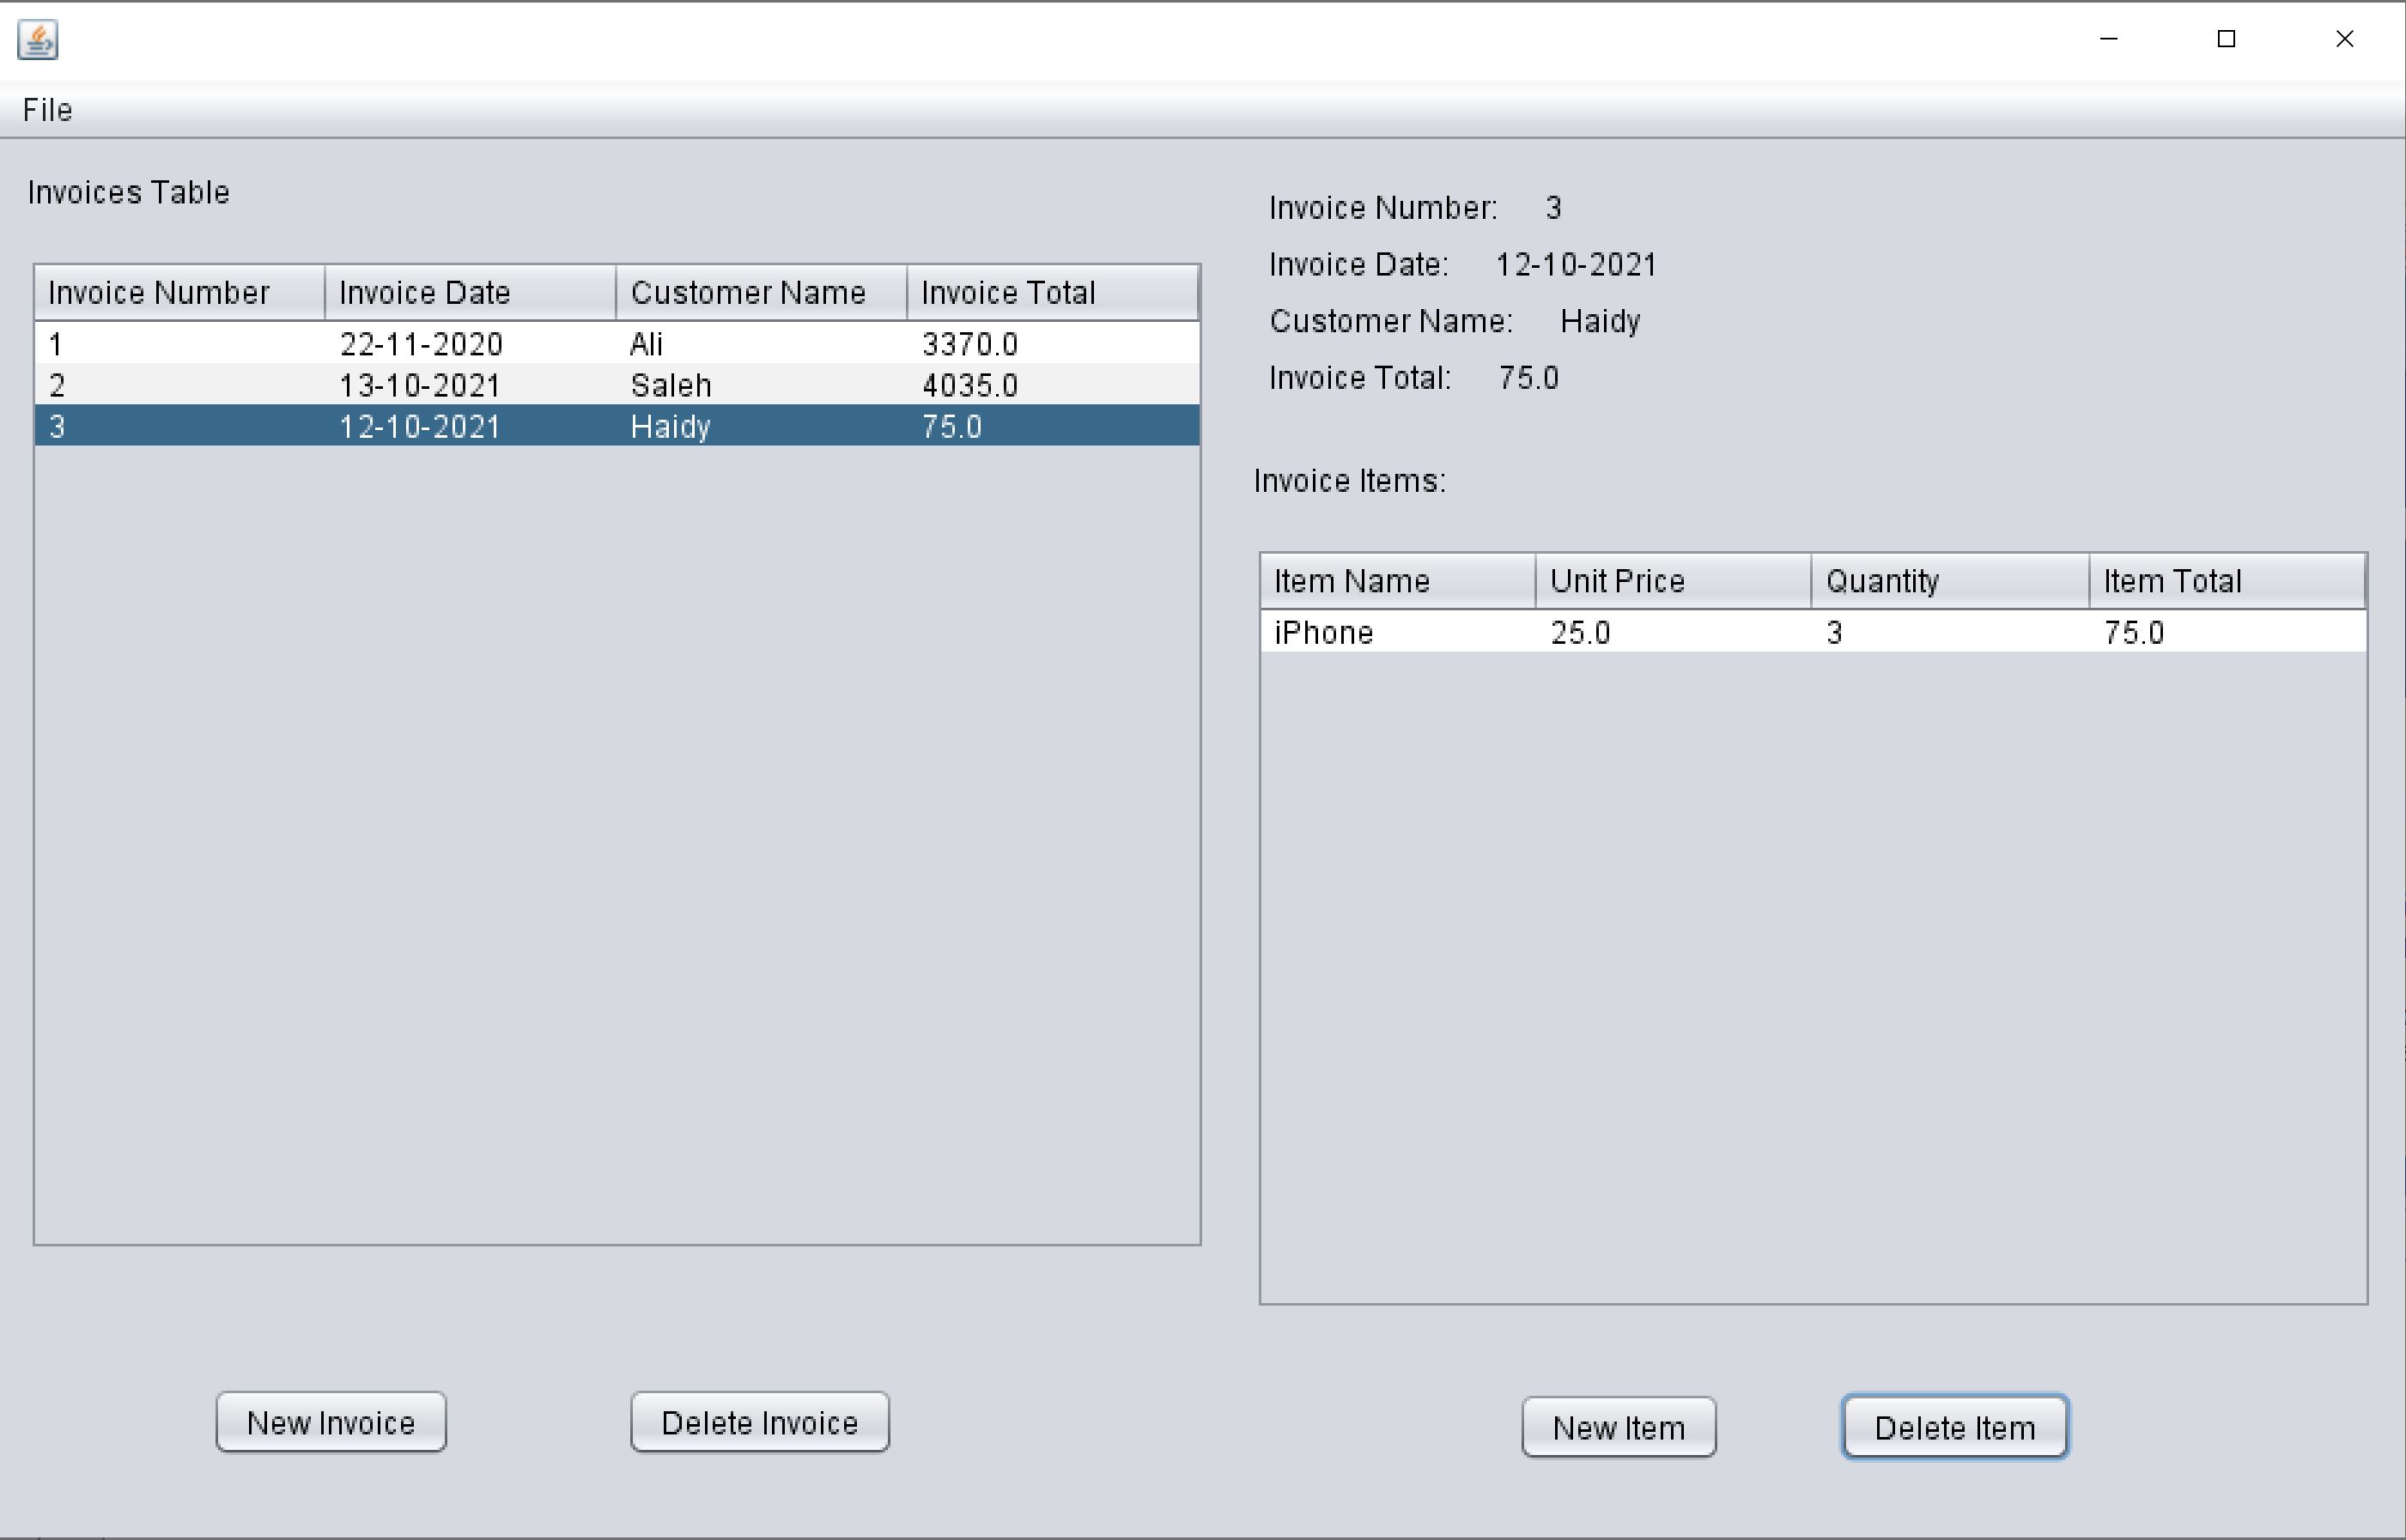 File
Invoices Table
Invoice Number Invoice Date Customer Name Invoice Total
1 22-11-2020 Ali 3370.0
2 13-10-2021 Saleh 4035.0
3 12-10-2021 Haidy 75.0
New Invoice Delete Invoice
Invoice Number: 3
Invoice Date: 12-10-2021
Customer Name: Haidy
Invoice Total: 75.0
Invoice Items:
Item Name Unit Price Quantity Item Total
iPhone 25.0 3 75.0
New Item Delete Item